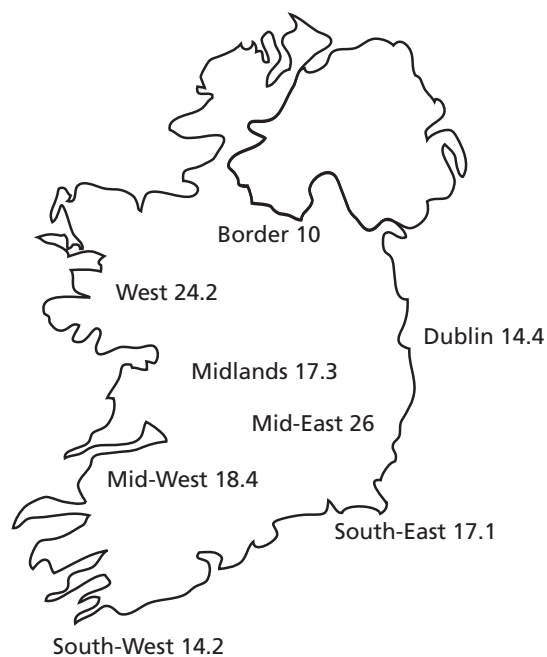 Border 10
West 24.2
Dublin 14.4
Midlands 17.3
Mid-East 26
Mid-West 18.4
South-East 17.1
South-West 14.2